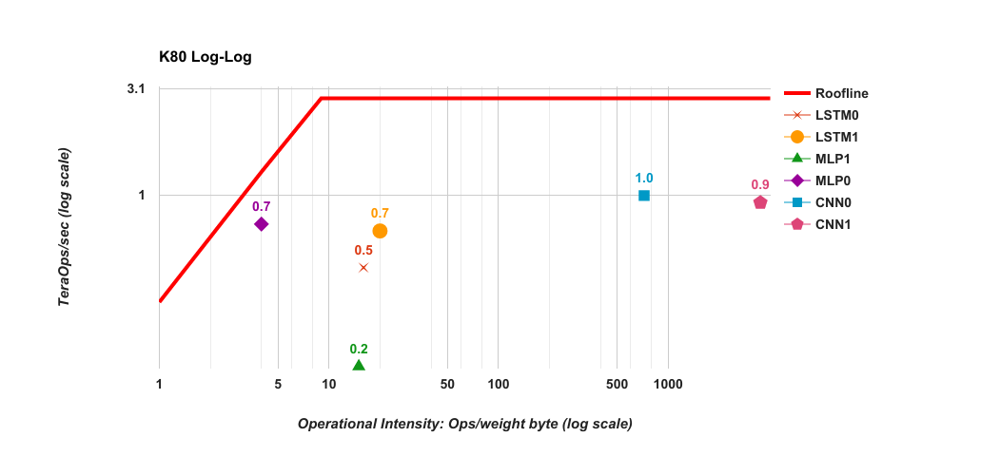 K80 Log-Log
3.1
1
TeraOps/sec (log scale)
0.7
0.7
0.5
0.2
1.0
0.9
1 5 10 50 100 500 1000
Operational Intensity: Ops/weight byte (log scale)
Roofline
LSTM0
LSTM1
MLP1
MLP0
CNN0
CNN1